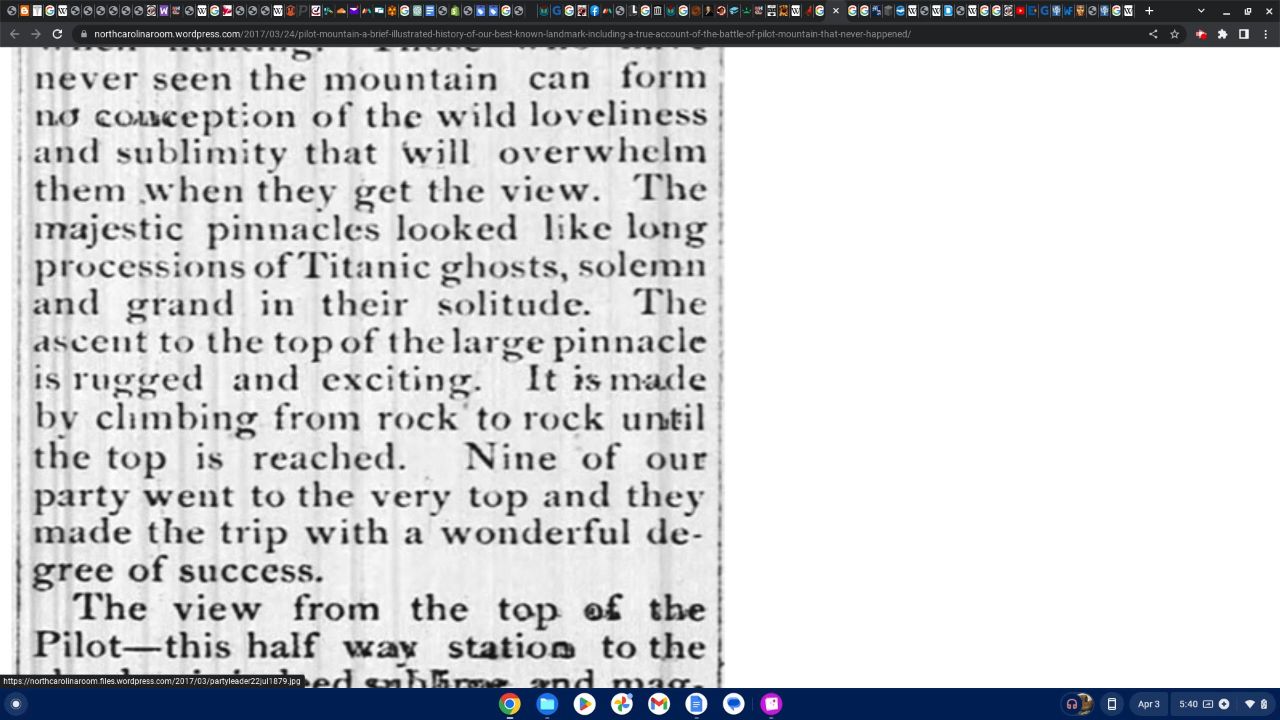 northcarolinaroom.wordpress.com/2017/03/24/pilot-mountain-a-brief-illustrated-history-of-our-best-known-landmark-including-a-true-account-of-the-battle-of-pilot-mountain-that-never-happened/
when hunting. Those who have
never seen the mountain can form
no conception of the wild loveliness
and sublimity that will overwhelm
them when they get the view. The
majestic pinnacles looked like long
processions of Titanic ghosts, solemn
and grand in their solitude. The
ascent to the top of the large pinnacle
is rugged and exciting. It is made
by climbing from rock to rock until
the top is reached. Nine of our
party went to the very top and they
made the trip with a wonderful de-
gree of success.
The view from the top of the
Pilot—this half way station to the
and mag-
https://northcarolinaroom.files.wordpress.com/2017/03/partyleader22jul1879.jpg
Apr 3
5:40